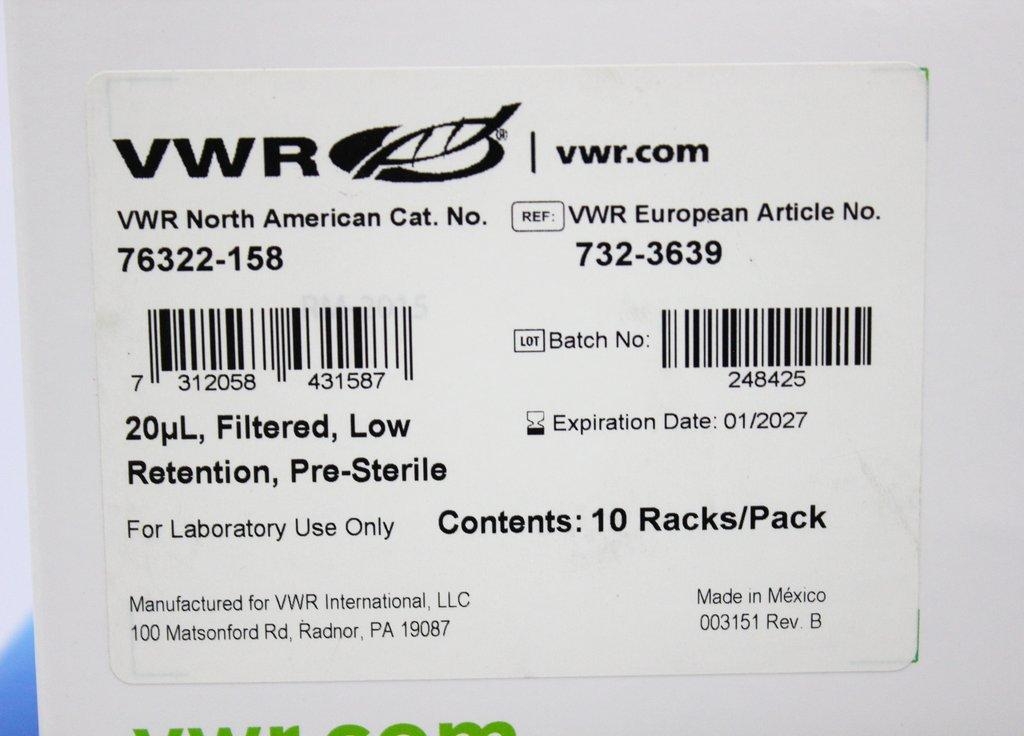 VWR® | vwr.com
VWR North American Cat. No.
76322-158
REF: VWR European Article No.
732-3639
7 312058 431587
LOT Batch No:
248425
20µL, Filtered, Low
Retention, Pre-Sterile
Expiration Date: 01/2027
For Laboratory Use Only
Contents: 10 Racks/Pack
Manufactured for VWR International, LLC
100 Matsonford Rd, Radnor, PA 19087
Made in México
003151 Rev. B
vwr.com